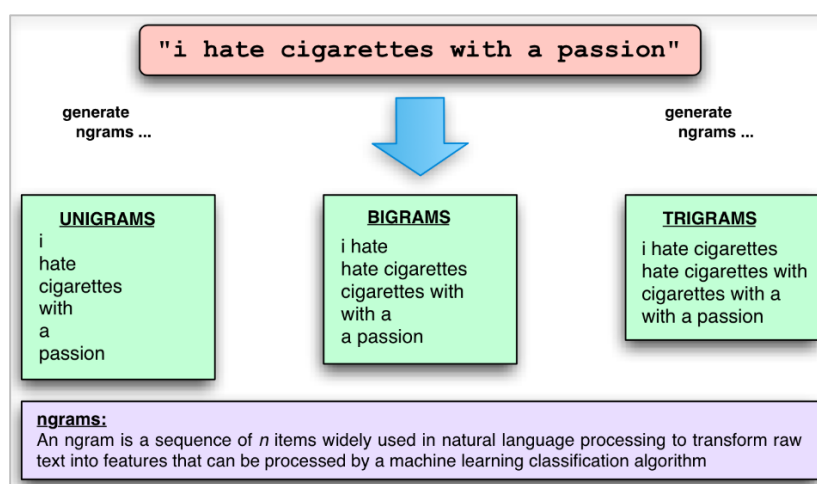 "i hate cigarettes with a passion"
generate
ngrams ...
generate
ngrams ...
UNIGRAMS
i
hate
cigarettes
with
a
passion
BIGRAMS
i hate
hate cigarettes
cigarettes with
with a
a passion
TRIGRAMS
i hate cigarettes
hate cigarettes with
cigarettes with a
with a passion
ngrams:
An ngram is a sequence of n items widely used in natural language processing to transform raw
text into features that can be processed by a machine learning classification algorithm